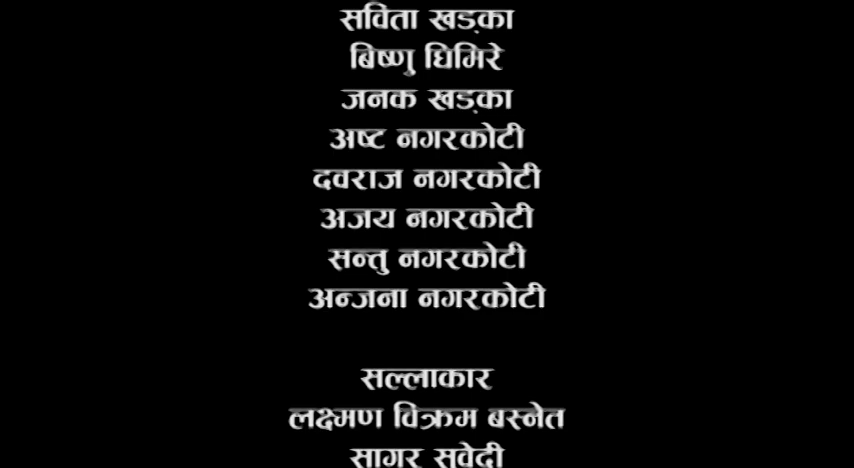 सविता खड्का
बिष्णु घिमिरे
जनक खड्का
अष्ट नगरकोटी
दवराज नगरकोटी
अजय नगरकोटी
सन्तु नगरकोटी
अन्जना नगरकोटी
सल्लाकार
लक्ष्मण विक्रम बस्नेत
सागर सुवेदी